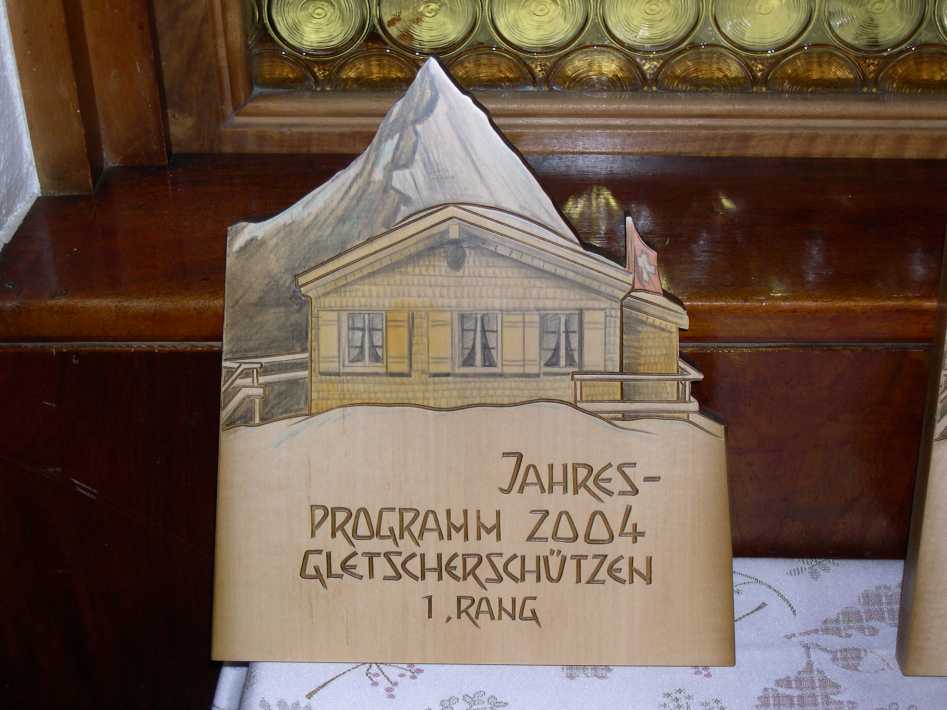 JAHRES-
PROGRAMM 2004
GLETSCHERSCHÜTZEN
1. RANG